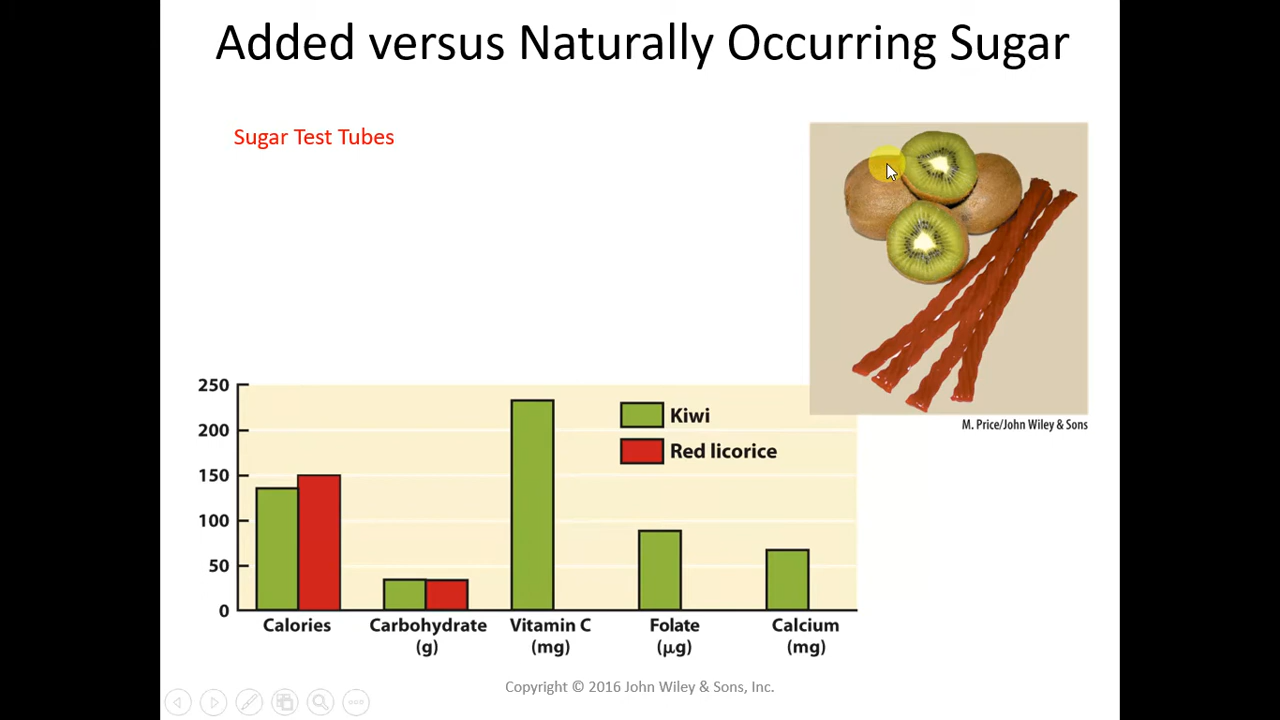 Added versus Naturally Occurring Sugar
Sugar Test Tubes
M. Price/John Wiley & Sons
250
200
150
100
50
0
Kiwi
Red licorice
Calories
Carbohydrate
(g)
Vitamin C
(mg)
Folate
(μg)
Calcium
(mg)
Copyright © 2016 John Wiley & Sons, Inc.